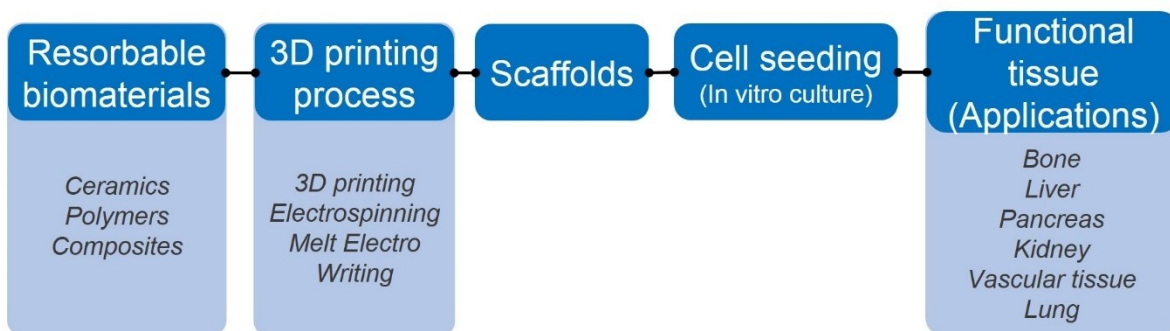 Resorbable
biomaterials
Ceramics
Polymers
Composites
3D printing
process
3D printing
Electrospinning
Melt Electro
Writing
Scaffolds
Cell seeding
(In vitro culture)
Functional
tissue
(Applications)
Bone
Liver
Pancreas
Kidney
Vascular tissue
Lung